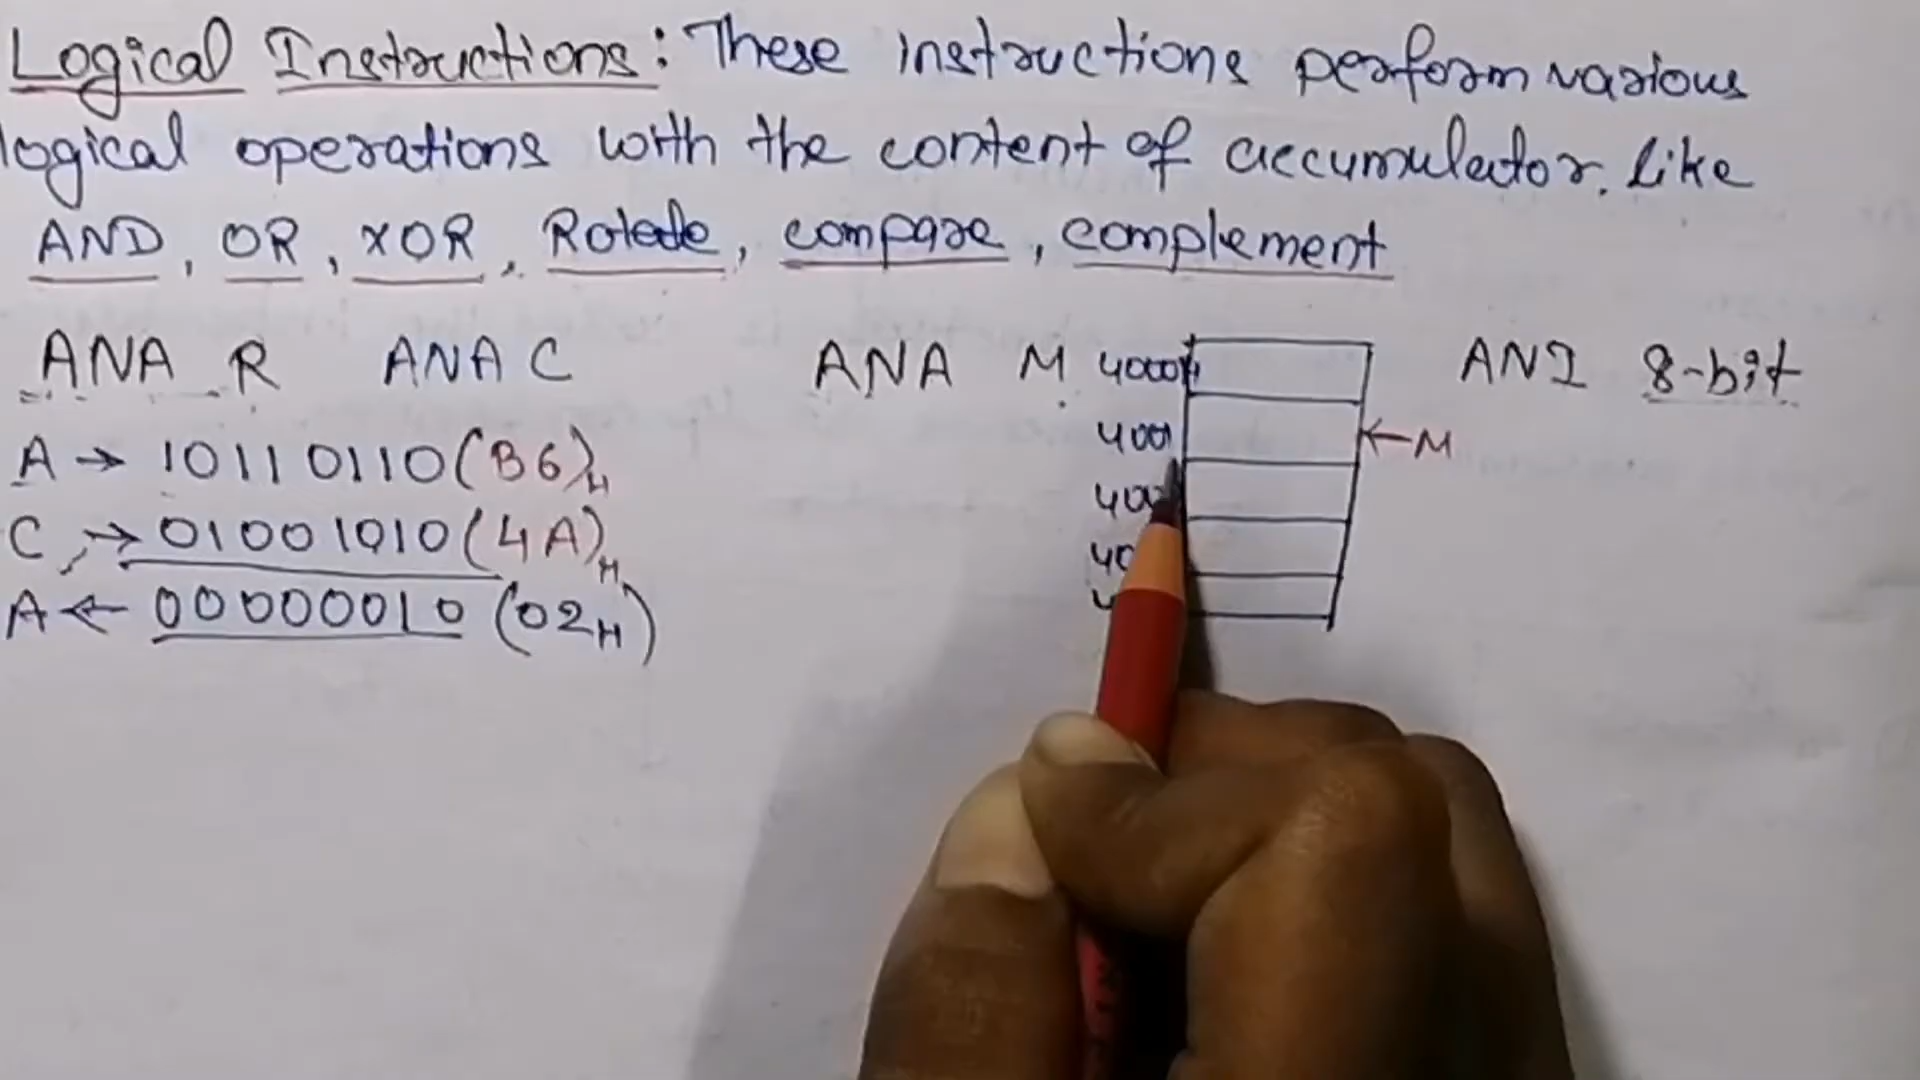 Logical Instructions: These instructions perform various
logical operations with the content of accumulator. like
AND, OR, XOR, Rotate, compare, complement
ANA R ANA C ANA M 4000H ANI 8-bit
A → 10110110 (B6)H
4001 ←M
C → 01001010 (4A)H
A ← 00000010 (02H)